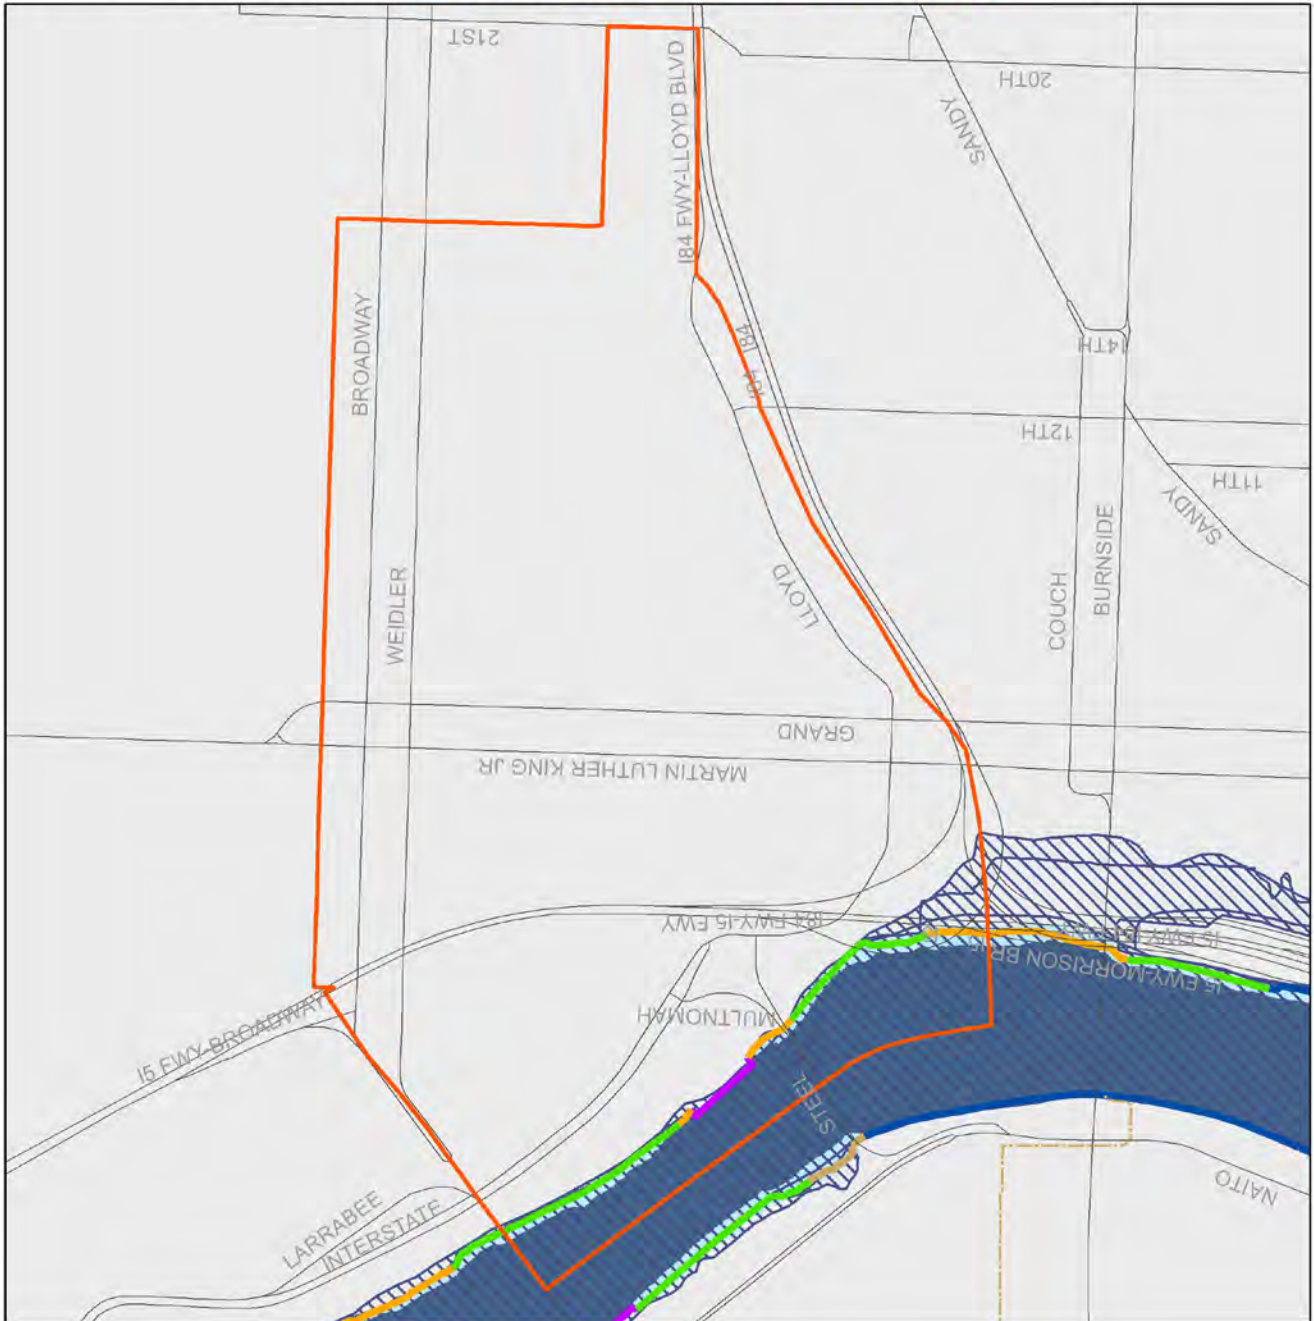 21ST
I84 FWY-LLOYD BLVD
20TH
SANDY
BROADWAY
I84
I84
14TH
12TH
11TH
SANDY
BURNSIDE
COUCH
LLOYD
WEIDLER
GRAND
MARTIN LUTHER KING JR
I84 FWY-I5 FWY
I5 FWY-MORRISON BR
MULTNOMAH
I5 FWY-BROADWAY
STEEL
LARRABEE
INTERSTATE
NAITO